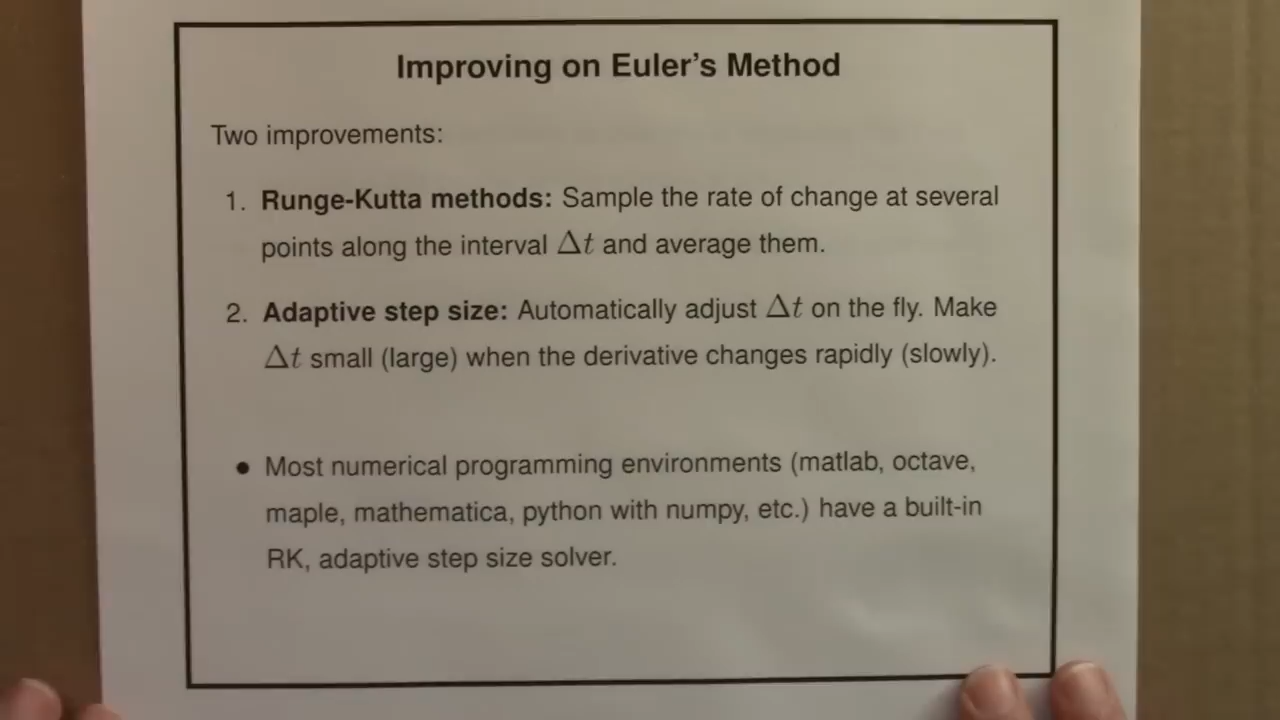 Improving on Euler's Method
Two improvements:
1. Runge-Kutta methods: Sample the rate of change at several
points along the interval Δt and average them.
2. Adaptive step size: Automatically adjust Δt on the fly. Make
Δt small (large) when the derivative changes rapidly (slowly).
● Most numerical programming environments (matlab, octave,
maple, mathematica, python with numpy, etc.) have a built-in
RK, adaptive step size solver.